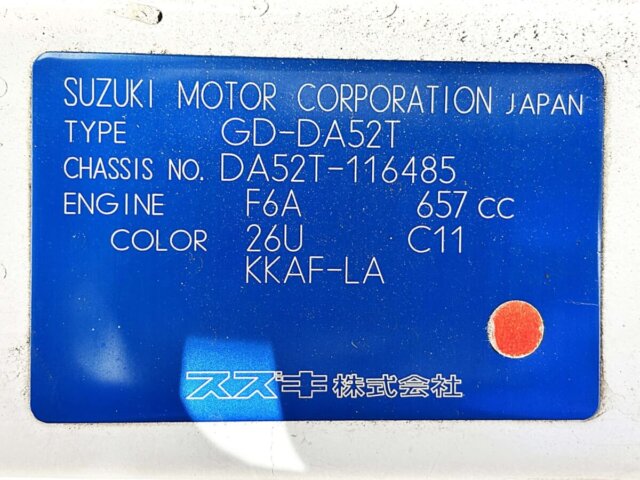 SUZUKI MOTOR CORPORATION JAPAN
TYPE GD-DA52T
CHASSIS NO. DA52T-116485
ENGINE F6A 657 CC
COLOR 26U C11
KKAF-LA
スズキ株式会社